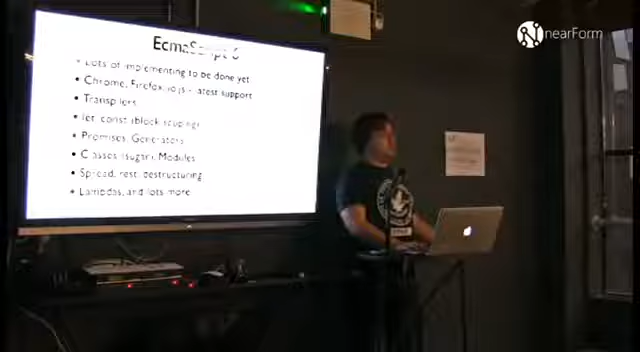 EcmaScript 6
nearForm
• Lots of implementing to be done yet
• Chrome, Firefox, io.js - latest support
• Transpilers
• let, const (block scoping)
• Promises, Generators
• Classes (sugar), Modules
• Spread, rest, destructuring
• Lambdas, and lots more